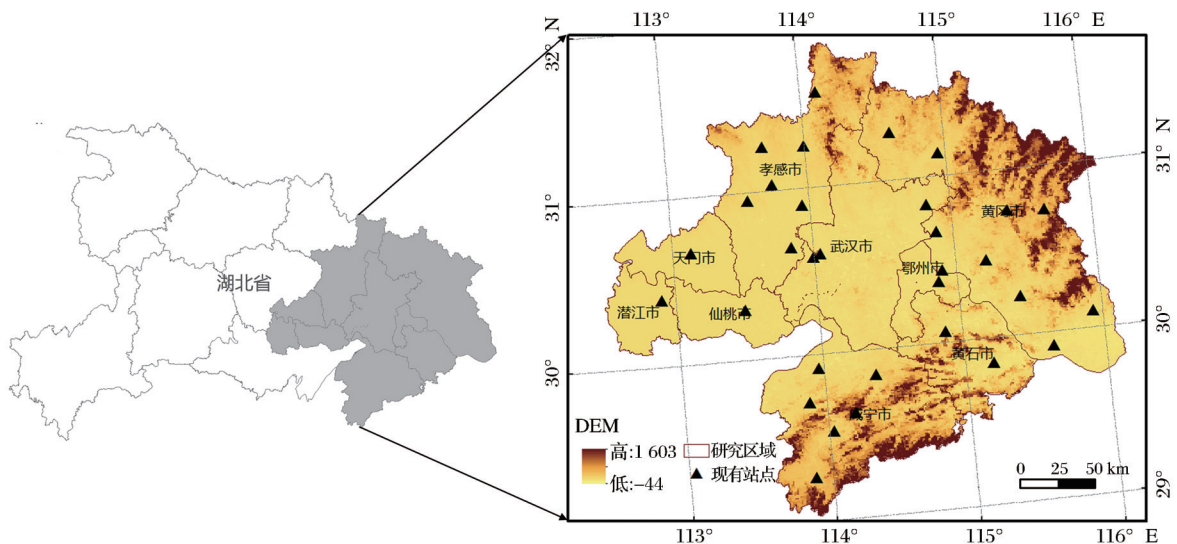 113°
114°
115°
116° E
32° N
31°
30°
31° N
30°
29°
113°
114°
115°
116° E
湖北省
孝感市
黄冈市
武汉市
天门市
鄂州市
潜江市
仙桃市
黄石市
咸宁市
DEM
高:1 603
低:-44
研究区域
现有站点
0 25 50 km